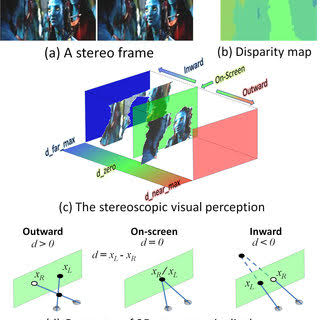 (a) A stereo frame
(b) Disparity map
Inward
On-Screen
Outward
d_far_max
d_zero
d_near_max
(c) The stereoscopic visual perception
Outward
On-screen
Inward
d > 0
d = x_L - x_R
d=0
d < 0
x_R
x_L
x_R / x_L
x_L
x_R